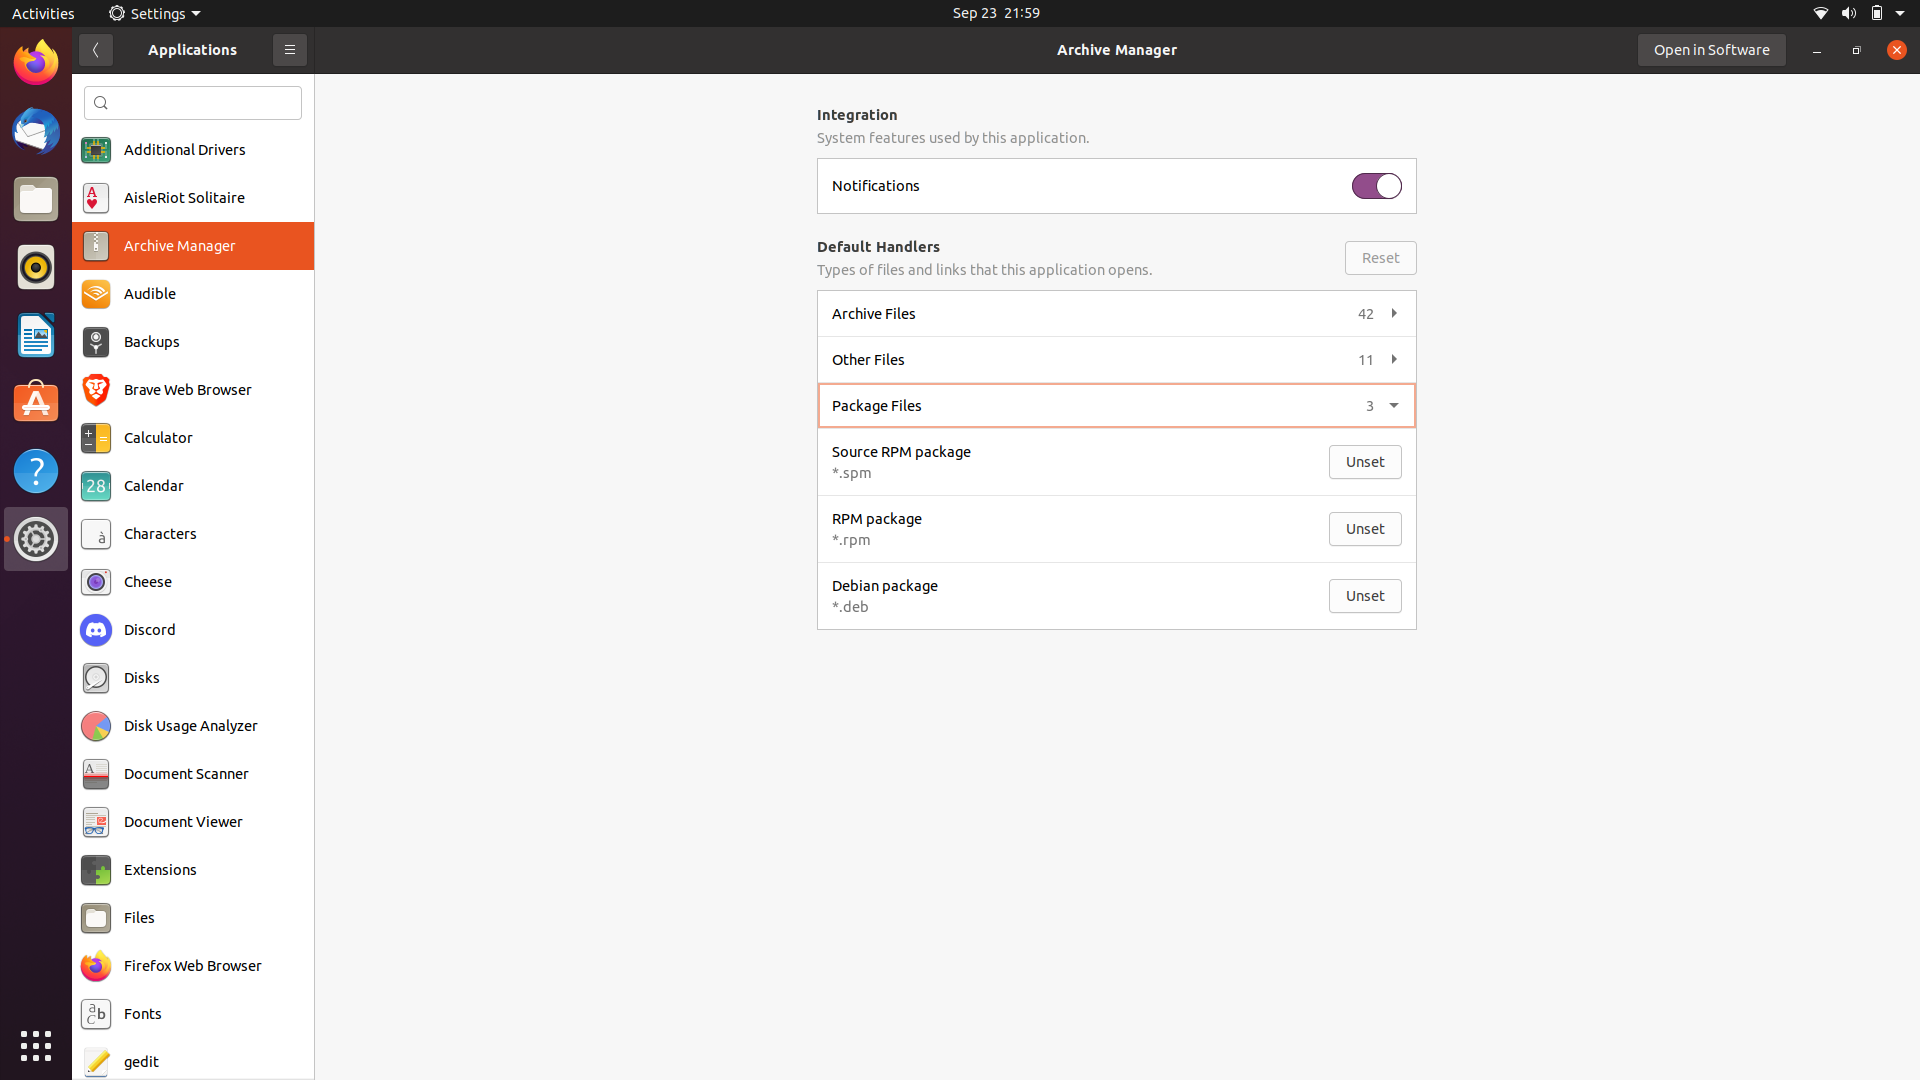 Activities
Settings
Sep 23 21:59
Applications
Archive Manager
Open in Software
Additional Drivers
AisleRiot Solitaire
Archive Manager
Audible
Backups
Brave Web Browser
Calculator
28
Calendar
à
Characters
Cheese
Discord
Disks
Disk Usage Analyzer
Document Scanner
Document Viewer
Extensions
Files
Firefox Web Browser
Fonts
gedit
Integration
System features used by this application.
Notifications
Default Handlers
Types of files and links that this application opens.
Reset
Archive Files 42
Other Files 11
Package Files 3
Source RPM package
*.spm
Unset
RPM package
*.rpm
Unset
Debian package
*.deb
Unset